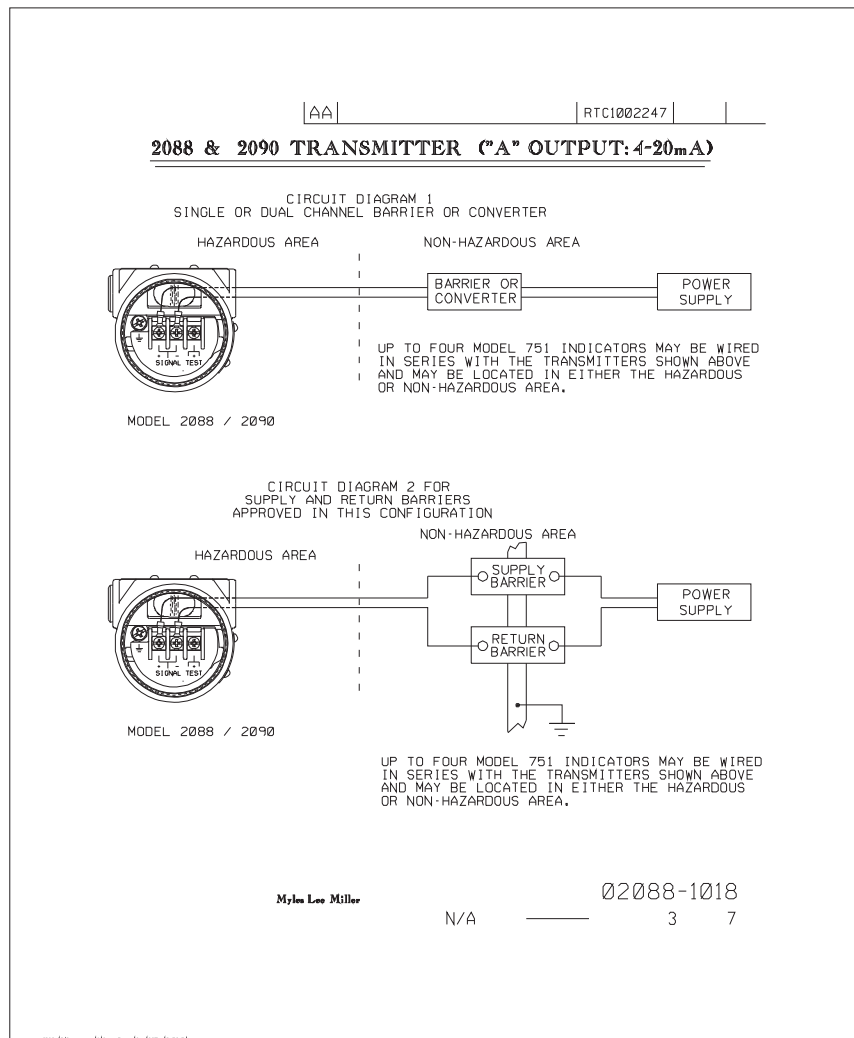 AA RTC1002247
2088 & 2090 TRANSMITTER ("A" OUTPUT: 4-20mA)
CIRCUIT DIAGRAM 1
SINGLE OR DUAL CHANNEL BARRIER OR CONVERTER
HAZARDOUS AREA NON-HAZARDOUS AREA
BARRIER OR
CONVERTER
POWER
SUPPLY
+ -
SIGNAL TEST
UP TO FOUR MODEL 751 INDICATORS MAY BE WIRED
IN SERIES WITH THE TRANSMITTERS SHOWN ABOVE
AND MAY BE LOCATED IN EITHER THE HAZARDOUS
OR NON-HAZARDOUS AREA.
MODEL 2088 / 2090
CIRCUIT DIAGRAM 2 FOR
SUPPLY AND RETURN BARRIERS
APPROVED IN THIS CONFIGURATION
NON-HAZARDOUS AREA
HAZARDOUS AREA
SUPPLY
BARRIER
POWER
SUPPLY
RETURN
BARRIER
+ -
SIGNAL TEST
MODEL 2088 / 2090
UP TO FOUR MODEL 751 INDICATORS MAY BE WIRED
IN SERIES WITH THE TRANSMITTERS SHOWN ABOVE
AND MAY BE LOCATED IN EITHER THE HAZARDOUS
OR NON-HAZARDOUS AREA.
Myles Lee Miller
02088-1018
N/A 3 7